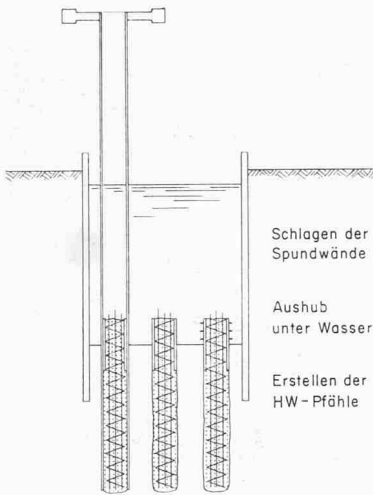 Schlagen der
Spundwände
Aushub
unter Wasser
Erstellen der
HW-Pfähle